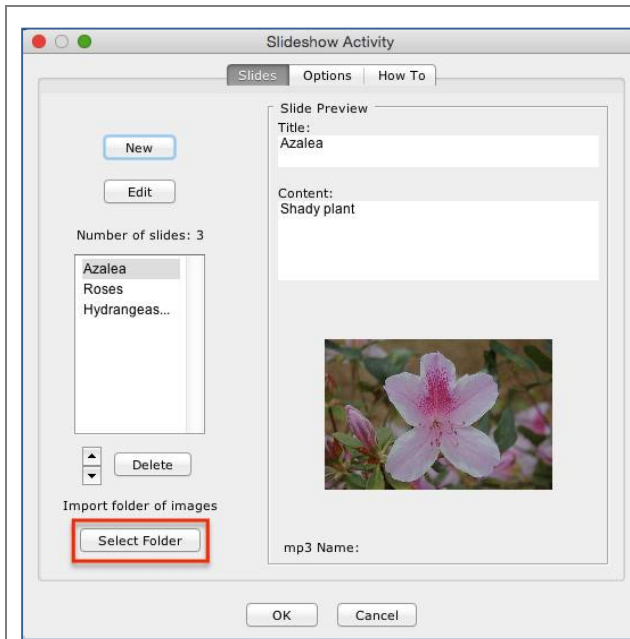 Slideshow Activity
Slides Options How To
New
Edit
Number of slides: 3
Azalea
Roses
Hydrangeas...
Delete
Import folder of images
Select Folder
Slide Preview
Title:
Azalea
Content:
Shady plant
mp3 Name:
OK Cancel